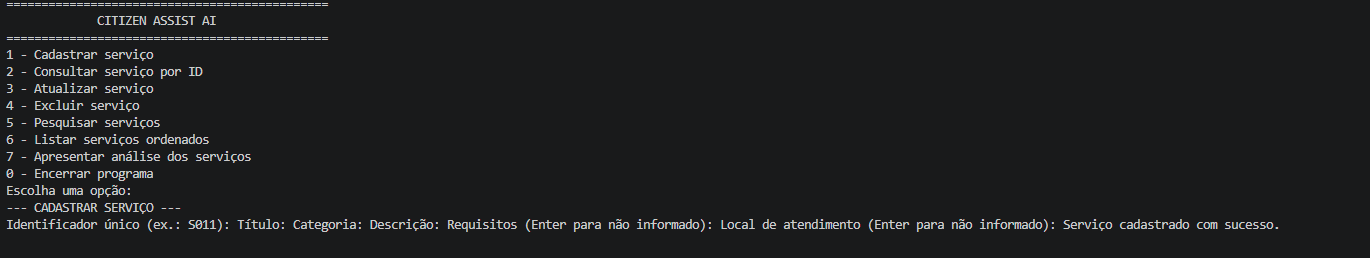 ==============================================
CITIZEN ASSIST AI
==============================================
1 - Cadastrar serviço
2 - Consultar serviço por ID
3 - Atualizar serviço
4 - Excluir serviço
5 - Pesquisar serviços
6 - Listar serviços ordenados
7 - Apresentar análise dos serviços
0 - Encerrar programa
Escolha uma opção:
--- CADASTRAR SERVIÇO ---
Identificador único (ex.: S011): Título: Categoria: Descrição: Requisitos (Enter para não informado): Local de atendimento (Enter para não informado): Serviço cadastrado com sucesso.